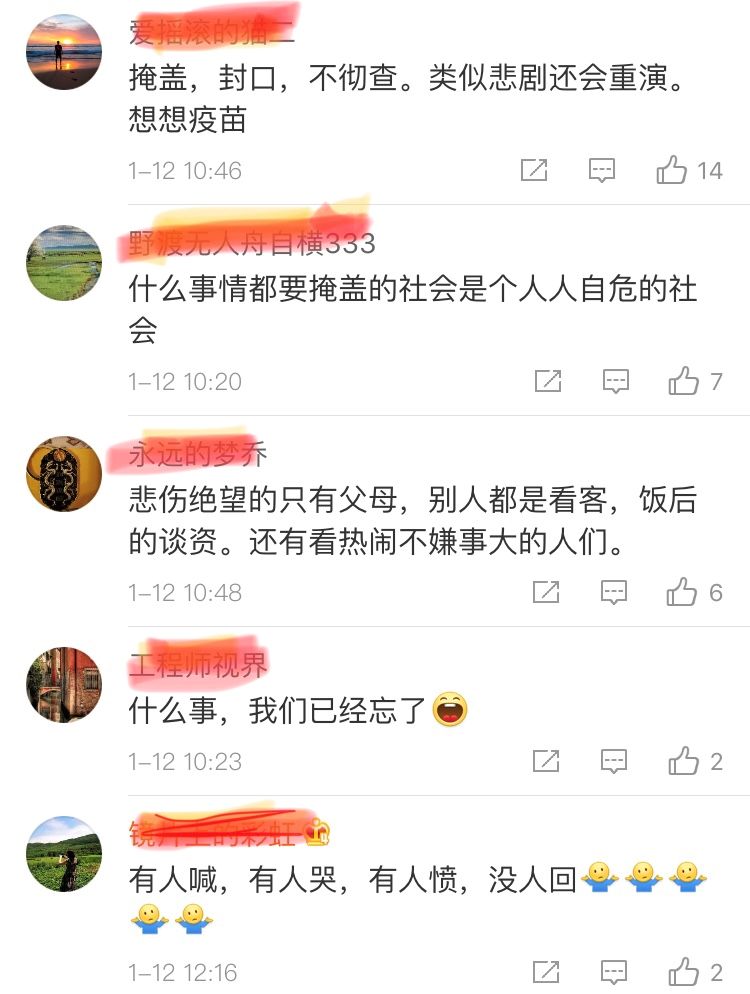 爱摇滚的猫二
掩盖，封口，不彻查。类似悲剧还会重演。
想想疫苗
1-12 10:46
14
野渡无人舟自横333
什么事情都要掩盖的社会是个人人自危的社
会
1-12 10:20
7
永远的梦乔
悲伤绝望的只有父母，别人都是看客，饭后
的谈资。还有看热闹不嫌事大的人们。
1-12 10:48
6
工程师视界
什么事，我们已经忘了
1-12 10:23
2
的彩虹
有人喊，有人哭，有人愤，没人回
1-12 12:16
2